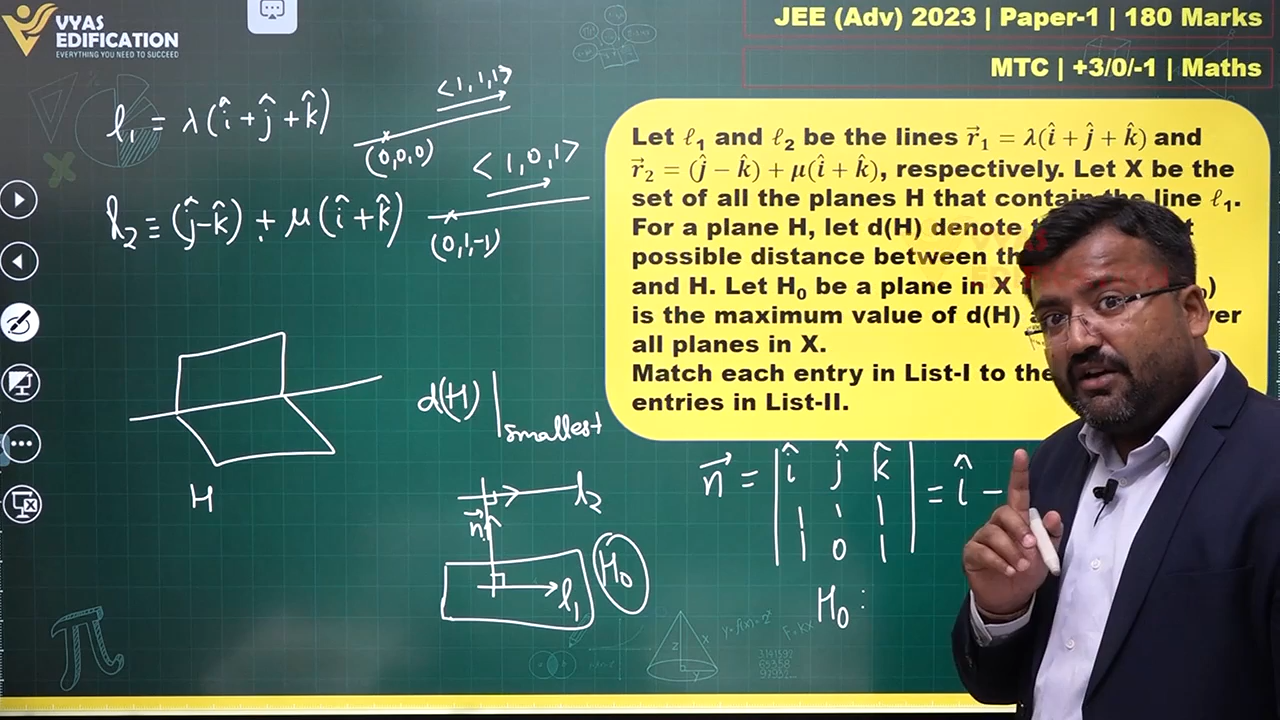 VYAS
EDIFICATION
EVERYTHING YOU NEED TO SUCCEED
JEE (Adv) 2023 | Paper-1 | 180 Marks
MTC | +3/0/-1 | Maths
Let ℓ₁ and ℓ₂ be the lines r⃗₁ = λ(î + ĵ + k̂) and
r⃗₂ = (ĵ − k̂) + μ(î + k̂), respectively. Let X be the
set of all the planes H that contain the line ℓ₁.
For a plane H, let d(H) denote
possible distance between
and H. Let H₀ be a plane in X
is the maximum value of d(H)
all planes in X.
Match each entry in List-I to the
entries in List-II.
ℓ₁ = λ(î + ĵ + k̂)
<1,1,1>
(0,0,0)
ℓ₂ ≡ (ĵ-k̂) + μ(î + k̂)
<1,0,1>
(0,1,-1)
H
d(H)|smallest
ℓ₂
n⃗
ℓ₁
H₀
n⃗ = | î ĵ k̂ | = î −
1 1 1
1 0 1
H₀ :